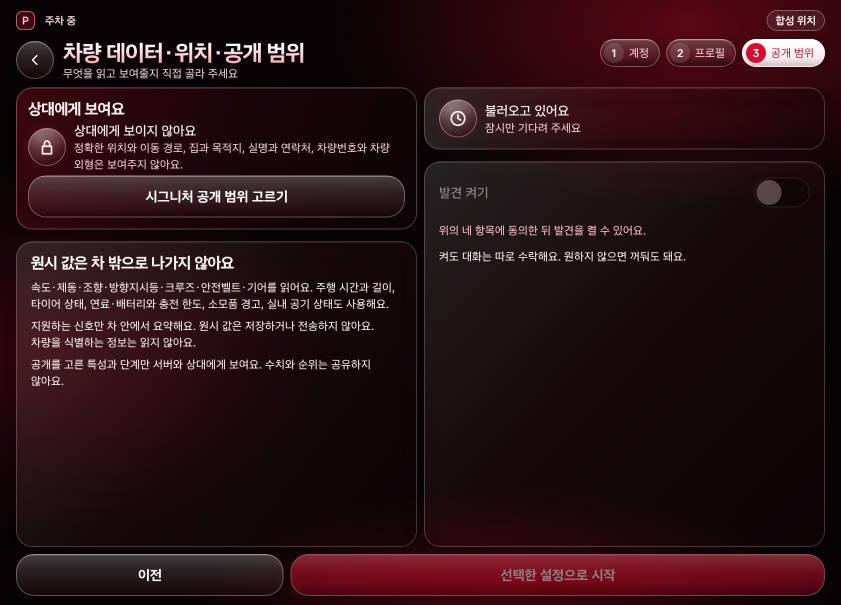 P 주차 중
합성 위치
차량 데이터·위치·공개 범위
무엇을 읽고 보여줄지 직접 골라 주세요
1 계정
2 프로필
3 공개 범위
상대에게 보여요
상대에게 보이지 않아요
정확한 위치와 이동 경로, 집과 목적지, 실명과 연락처, 차량번호와 차량
외형은 보여주지 않아요.
시그니처 공개 범위 고르기
원시 값은 차 밖으로 나가지 않아요
속도·제동·조향·방향지시등·크루즈·안전벨트·기어를 읽어요. 주행 시간과 길이,
타이어 상태, 연료·배터리와 충전 한도, 소모품 경고, 실내 공기 상태도 사용해요.
지원하는 신호만 차 안에서 요약해요. 원시 값은 저장하거나 전송하지 않아요.
차량을 식별하는 정보는 읽지 않아요.
공개를 고른 특성과 단계만 서버와 상대에게 보여요. 수치와 순위는 공유하지
않아요.
불러오고 있어요
잠시만 기다려 주세요
발견 켜기
위의 네 항목에 동의한 뒤 발견을 켤 수 있어요.
켜도 대화는 따로 수락해요. 원하지 않으면 꺼둬도 돼요.
이전
선택한 설정으로 시작